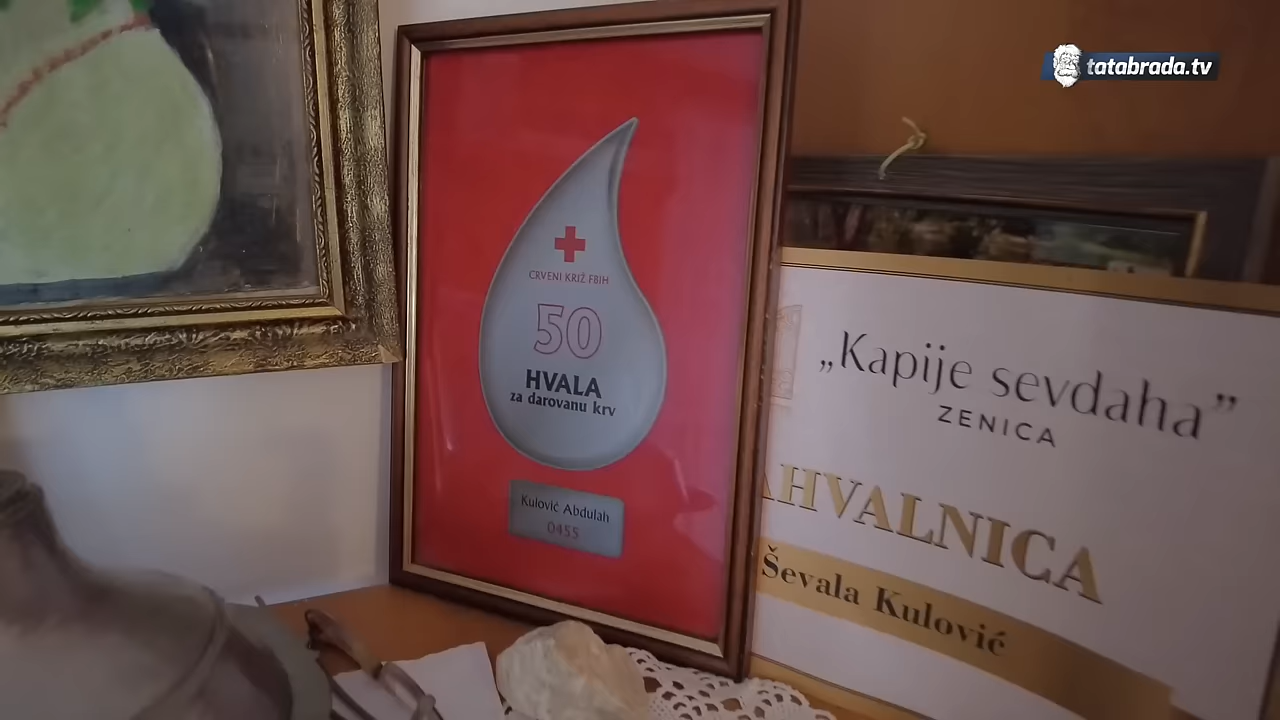 tatabrada.tv
CRVENI KRIŽ FBIH
50
HVALA
za darovanu krv
Kulović Abdulah
0455
„Kapije sevdaha”
ZENICA
AHVALNICA
Ševala Kulović